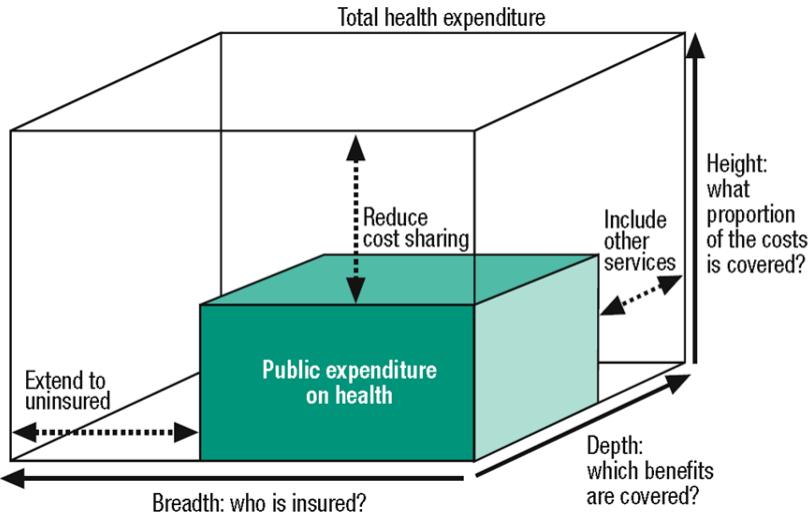 Total health expenditure
Height:
what
proportion
of the costs
is covered?
Reduce
cost sharing
Include
other
services
Public expenditure
on health
Extend to
uninsured
Depth:
which benefits
are covered?
Breadth: who is insured?